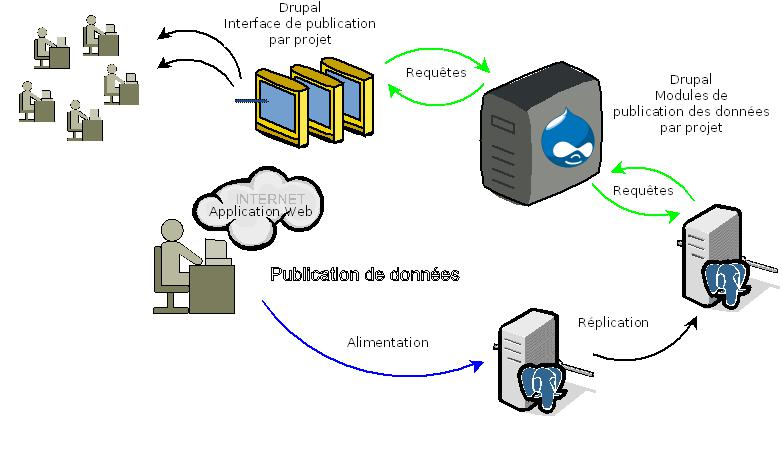 Drupal
Interface de publication
par projet
Requêtes
Drupal
Modules de
publication des données
par projet
Requêtes
INTERNET
Application Web
Publication de données
Alimentation
Réplication